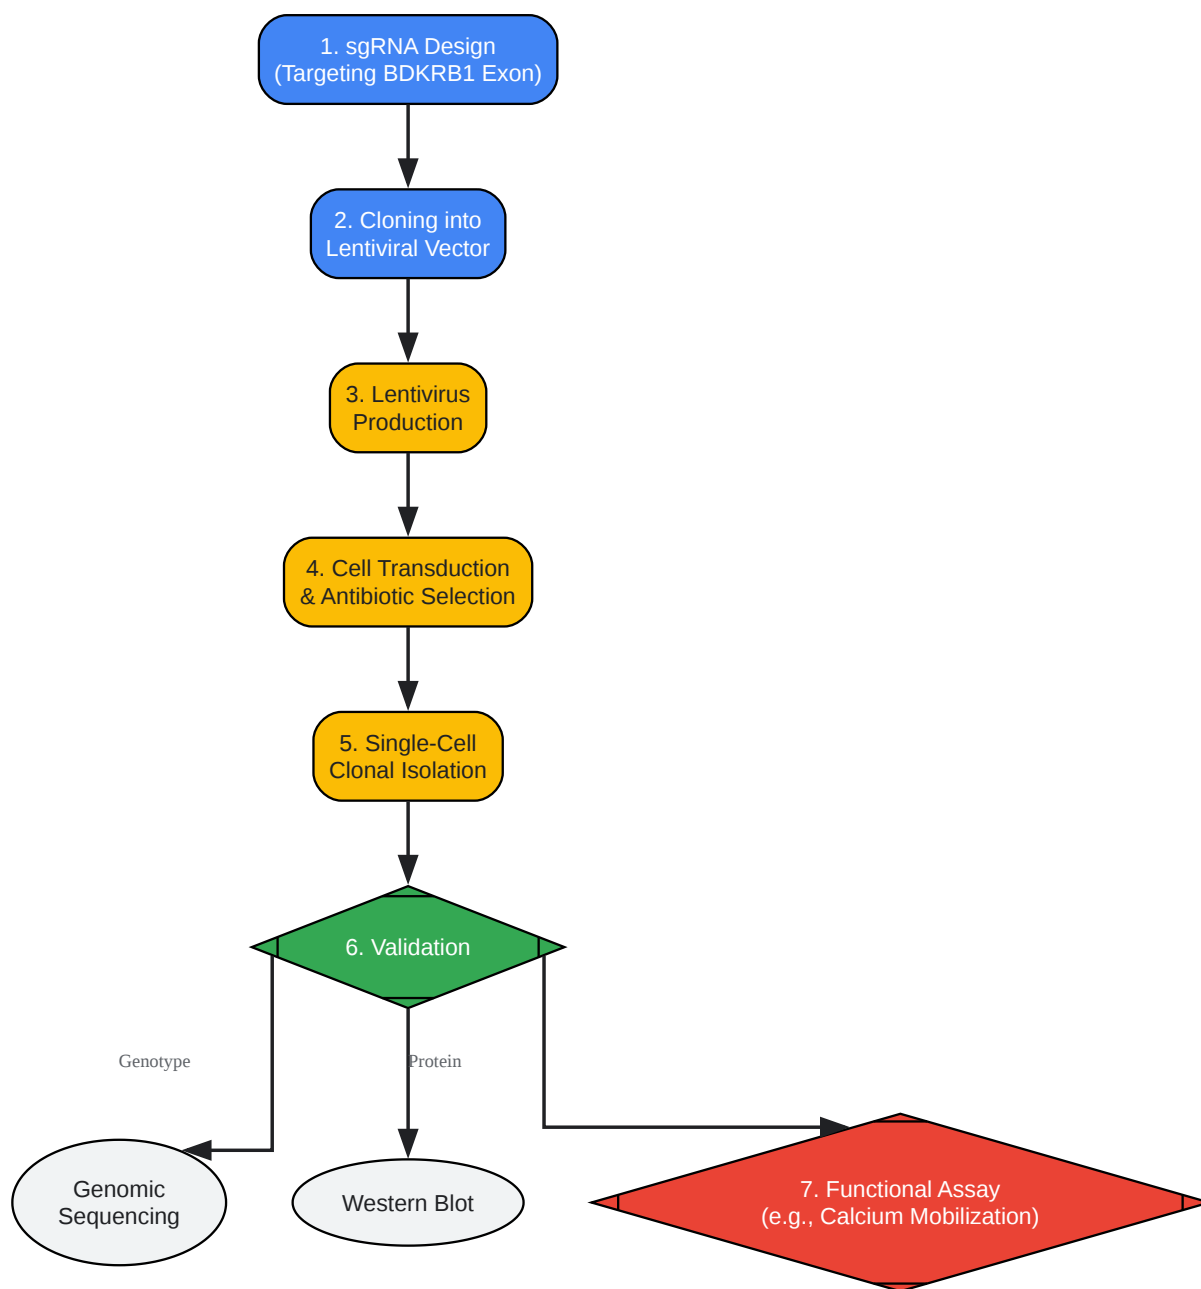 1. sgRNA Design
(Targeting BDKRB1 Exon)
2. Cloning into
Lentiviral Vector
3. Lentivirus
Production
4. Cell Transduction
& Antibiotic Selection
5. Single-Cell
Clonal Isolation
6. Validation
Genotype
Protein
Genomic
Sequencing
Western Blot
7. Functional Assay
(e.g., Calcium Mobilization)